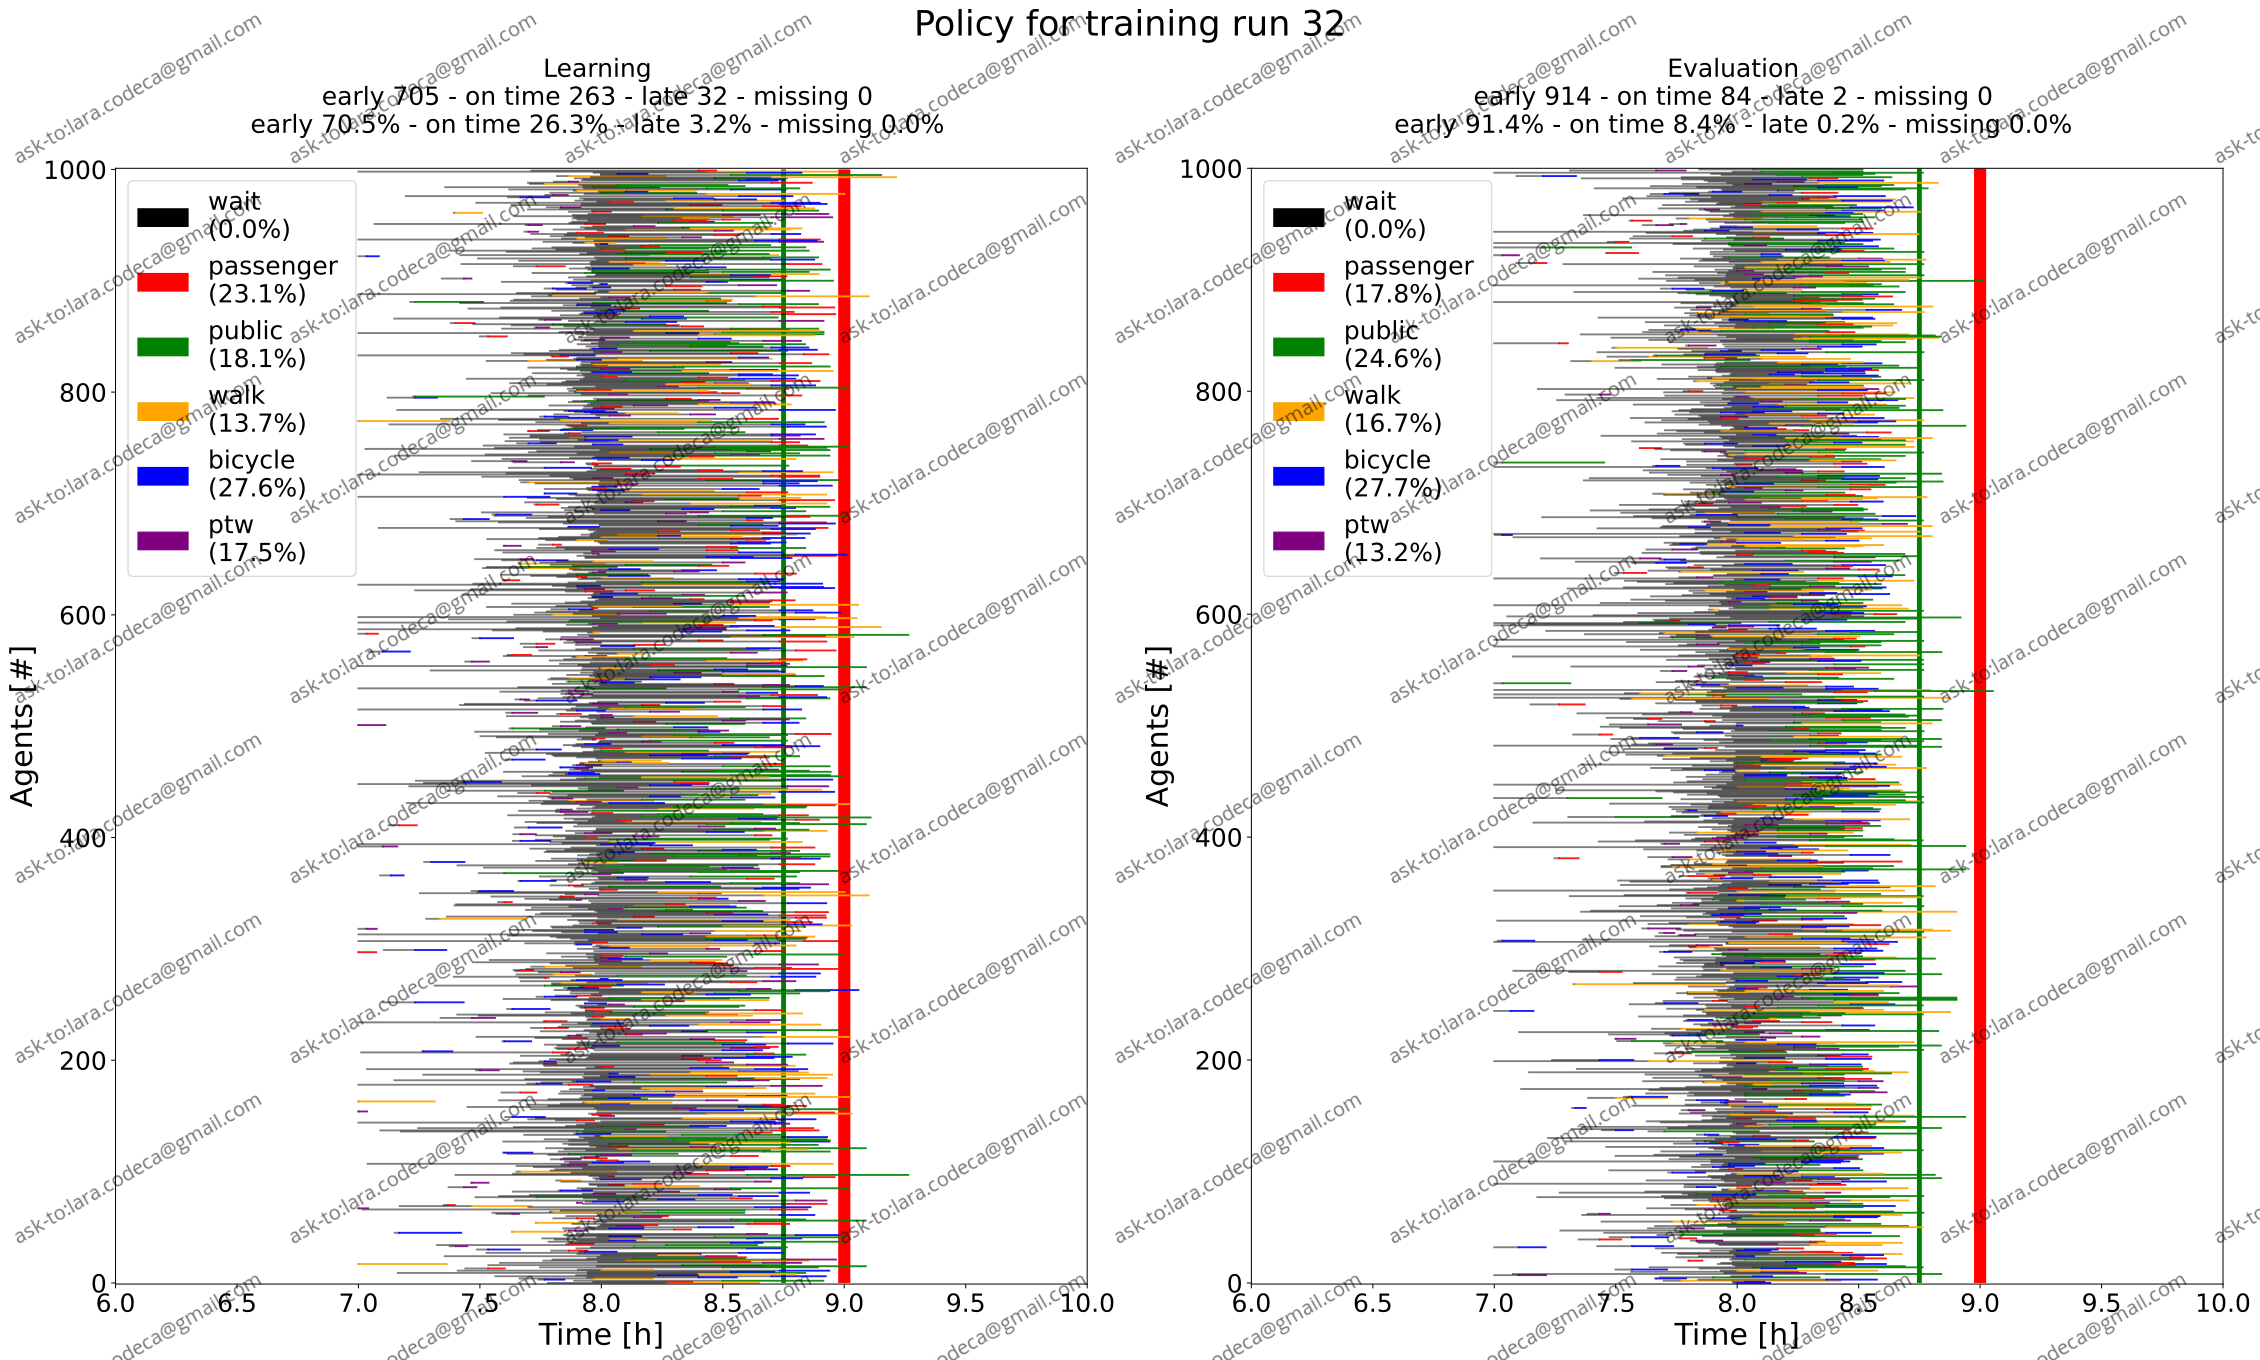 Policy for training run 32
Learning
early 705 - on time 263 - late 32 - missing 0
early 70.5% - on time 26.3% - late 3.2% - missing 0.0%
1000
800
600
400
200
0
Agents [#]
wait
(0.0%)
passenger
(23.1%)
public
(18.1%)
walk
(13.7%)
bicycle
(27.6%)
ptw
(17.5%)
6.0 6.5 7.0 7.5 8.0 8.5 9.0 9.5 10.0
Time [h]
Evaluation
early 914 - on time 84 - late 2 - missing 0
early 91.4% - on time 8.4% - late 0.2% - missing 0.0%
1000
800
600
400
200
0
Agents [#]
wait
(0.0%)
passenger
(17.8%)
public
(24.6%)
walk
(16.7%)
bicycle
(27.7%)
ptw
(13.2%)
6.0 6.5 7.0 7.5 8.0 8.5 9.0 9.5 10.0
Time [h]
ask-to:lara.codeca@gmail.com